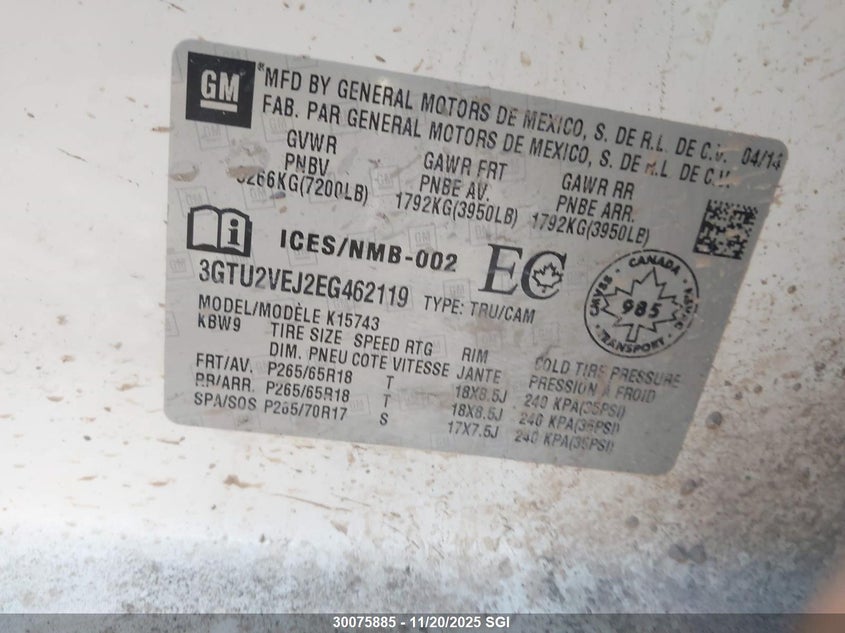 GM
*MFD BY GENERAL MOTORS DE MEXICO, S. DE R.L. DE C.V. 04/14
FAB. PAR GENERAL MOTORS DE MEXICO, S. DE R.L. DE C.V.
GVWR GAWR FRT GAWR RR
PNBV PNBE AV. PNBE ARR.
3266KG(7200LB) 1792KG(3950LB) 1792KG(3950LB)
i ICES/NMB-002 EC
CANADA
985
TRANSPORT
3GTU2VEJ2EG462119 TYPE: TRU/CAM
MODEL/MODÈLE K15743
KBW9 TIRE SIZE SPEED RTG RIM COLD TIRE PRESSURE
DIM. PNEU COTE VITESSE JANTE PRESSION A FROID
FRT/AV. P265/65R18 T 18X8.5J 240 KPA(35PSI)
RR/ARR. P265/65R18 T 18X8.5J 240 KPA(35PSI)
SPA/SOS P265/70R17 S 17X7.5J 240 KPA(35PSI)
30075885 - 11/20/2025 SGI